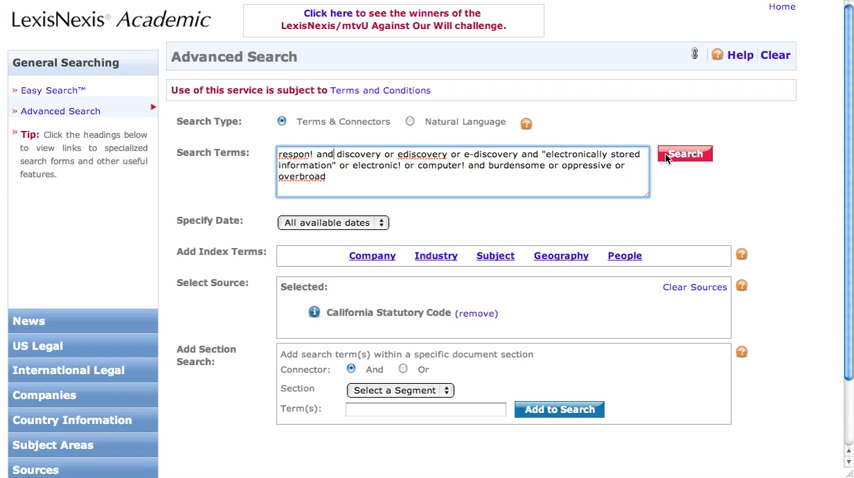 LexisNexis® Academic
Click here to see the winners of the
LexisNexis/mtvU Against Our Will challenge.
Home
General Searching
» Easy Search™
» Advanced Search
» Tip: Click the headings below
to view links to specialized
search forms and other useful
features.
News
US Legal
International Legal
Companies
Country Information
Subject Areas
Sources
Advanced Search
? Help Clear
Use of this service is subject to Terms and Conditions
Search Type: Terms & Connectors Natural Language ?
Search Terms: respon! and discovery or ediscovery or e-discovery and "electronically stored
information" or electronic! or computer! and burdensome or oppressive or
overbroad
Search
Specify Date: All available dates
Add Index Terms: Company Industry Subject Geography People ?
Select Source: Selected: Clear Sources ?
i California Statutory Code (remove)
Add Section
Search:
Add search term(s) within a specific document section ?
Connector: And Or
Section Select a Segment
Term(s): Add to Search